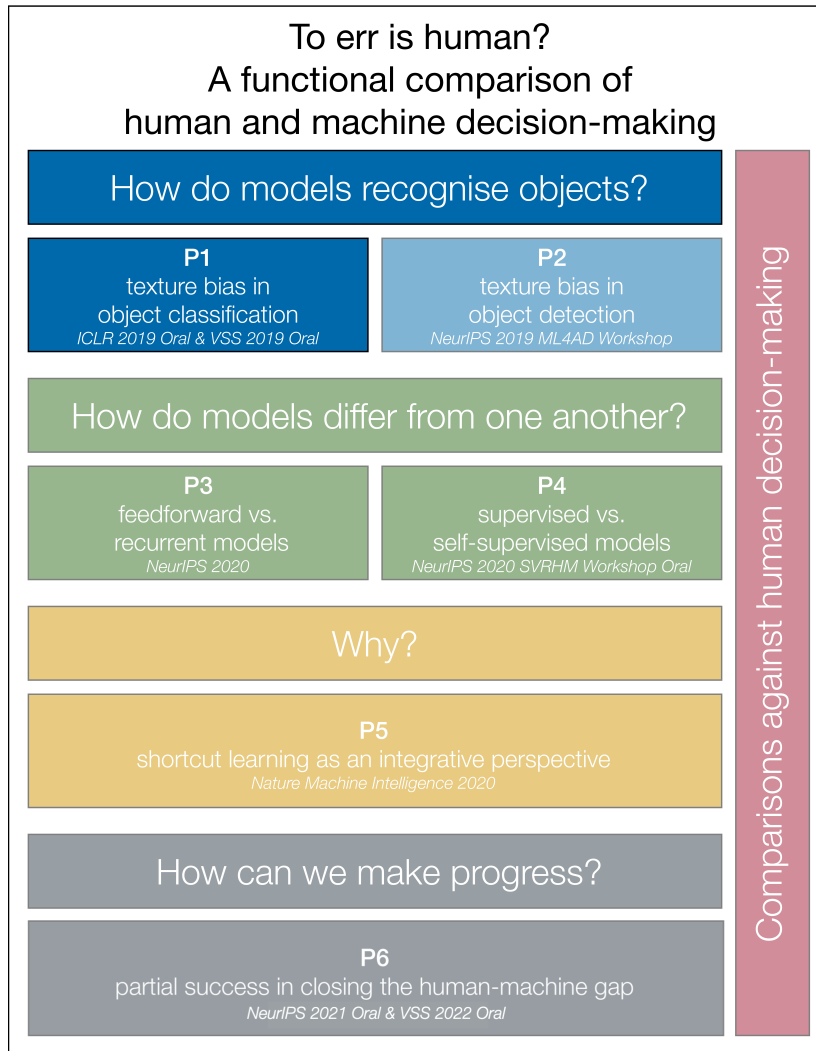 To err is human?
A functional comparison of
human and machine decision-making
How do models recognise objects?
P1
texture bias in
object classification
ICLR 2019 Oral & VSS 2019 Oral
P2
texture bias in
object detection
NeurIPS 2019 ML4AD Workshop
How do models differ from one another?
P3
feedforward vs.
recurrent models
NeurIPS 2020
P4
supervised vs.
self-supervised models
NeurIPS 2020 SVRHM Workshop Oral
Why?
P5
shortcut learning as an integrative perspective
Nature Machine Intelligence 2020
How can we make progress?
P6
partial success in closing the human-machine gap
NeurIPS 2021 Oral & VSS 2022 Oral
Comparisons against human decision-making